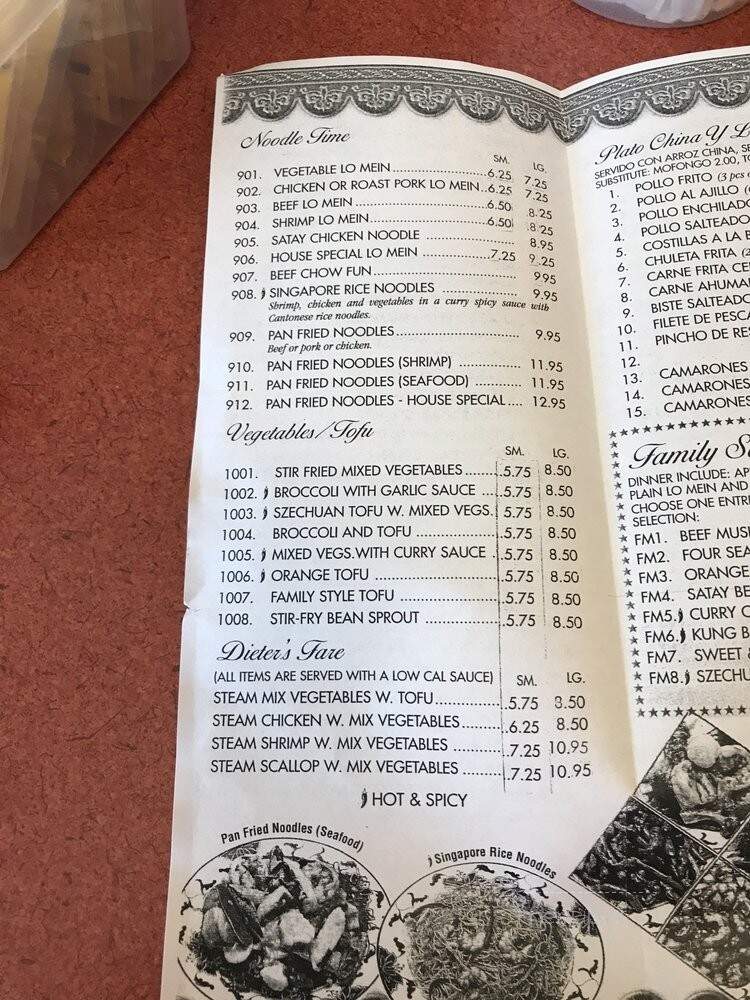 Noodle Time
SM. LG.
901. VEGETABLE LO MEIN 6.25 7.25
902. CHICKEN OR ROAST PORK LO MEIN..6.25 7.25
903. BEEF LO MEIN 6.50 8.25
904. SHRIMP LO MEIN 6.50 8.25
905. SATAY CHICKEN NOODLE 8.95
906. HOUSE SPECIAL LO MEIN 7.25 9.25
907. BEEF CHOW FUN 9.95
908. SINGAPORE RICE NOODLES 9.95
Shrimp, chicken and vegetables in a curry spicy sauce with
Cantonese rice noodles.
909. PAN FRIED NOODLES 9.95
Beef or pork or chicken.
910. PAN FRIED NOODLES (SHRIMP) 11.95
911. PAN FRIED NOODLES (SEAFOOD) 11.95
912. PAN FRIED NOODLES - HOUSE SPECIAL.... 12.95
Vegetables/Tofu
SM. LG.
1001. STIR FRIED MIXED VEGETABLES 5.75 8.50
1002. BROCCOLI WITH GARLIC SAUCE 5.75 8.50
1003. SZECHUAN TOFU W. MIXED VEGS. 5.75 8.50
1004. BROCCOLI AND TOFU 5.75 8.50
1005. MIXED VEGS.WITH CURRY SAUCE 5.75 8.50
1006. ORANGE TOFU 5.75 8.50
1007. FAMILY STYLE TOFU 5.75 8.50
1008. STIR-FRY BEAN SPROUT 5.75 8.50
Dieter's Fare
(ALL ITEMS ARE SERVED WITH A LOW CAL SAUCE) SM. LG.
STEAM MIX VEGETABLES W. TOFU 5.75 8.50
STEAM CHICKEN W. MIX VEGETABLES 6.25 8.50
STEAM SHRIMP W. MIX VEGETABLES 7.25 10.95
STEAM SCALLOP W. MIX VEGETABLES 7.25 10.95
HOT & SPICY
Pan Fried Noodles (Seafood)
Singapore Rice Noodles
Plato China Y
SERVIDO CON ARROZ CHINA,
SUBSTITUTE: MOFONGO 2.00,
1. POLLO FRITO (3 pcs
2. POLLO AL AJILLO
3. POLLO ENCHILADO
4. POLLO SALTEADO
5. COSTILLAS A LA
6. CHULETA FRITA (2
7. CARNE FRITA
8. CARNE AHUMA
9. BISTE SALTEADO
10. FILETE DE
11. PINCHO DE
12.
13. CAMARONES
14. CAMARONES
15. CAMARONES
Family
DINNER INCLUDE:
PLAIN LO MEIN AND
CHOOSE ONE
SELECTION:
FM1. BEEF
FM2. FOUR
FM3. ORANGE
FM4. SATAY
FM5. CURRY
FM6. KUNG
FM7. SWEET &
FM8.